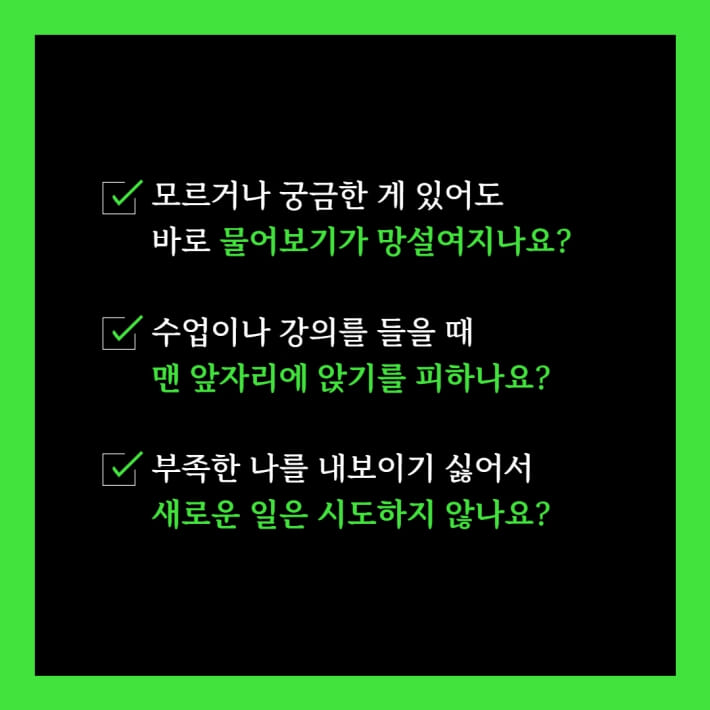 모르거나 궁금한 게 있어도
바로 물어보기가 망설여지나요?
수업이나 강의를 들을 때
맨 앞자리에 앉기를 피하나요?
부족한 나를 내보이기 싫어서
새로운 일은 시도하지 않나요?